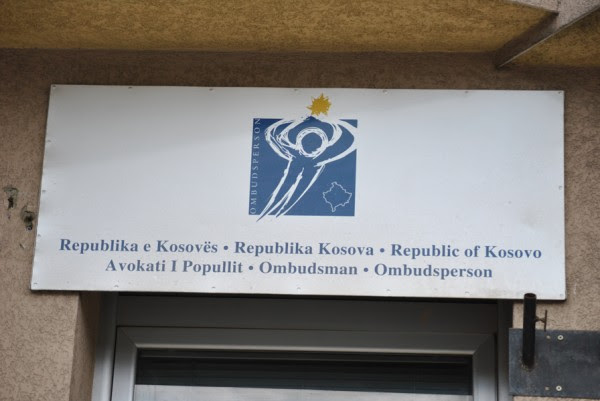 OMBUDSPERSON
Republika e Kosovës • Republika Kosova • Republic of Kosovo
Avokati I Popullit • Ombudsman • Ombudsperson